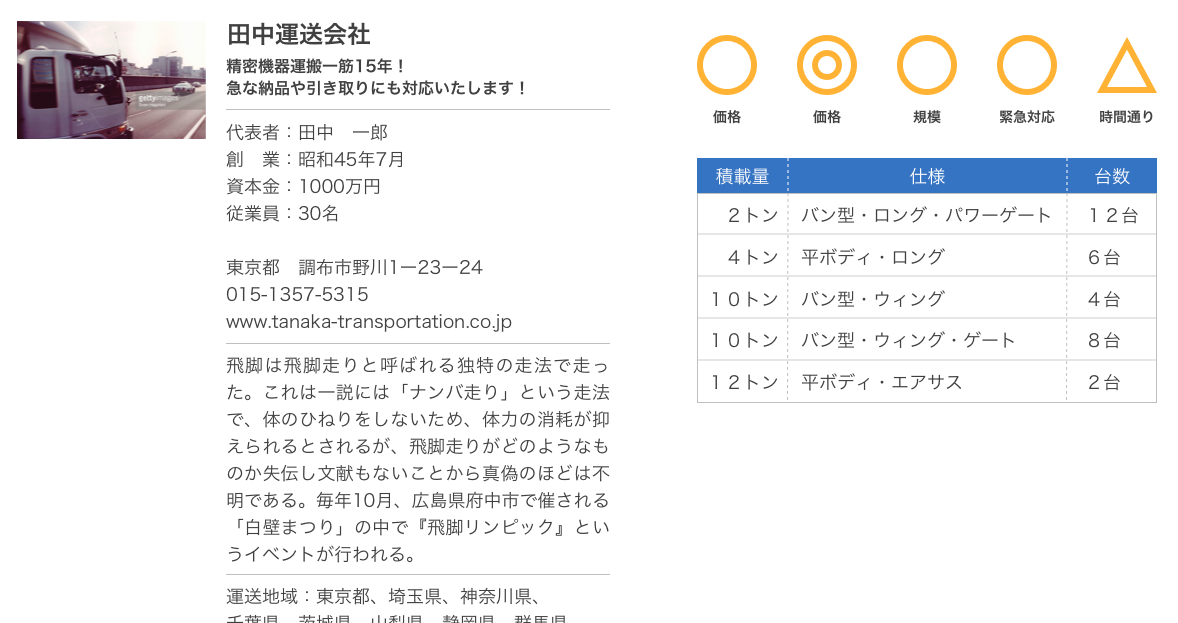 田中運送会社
精密機器運搬一筋15年！
急な納品や引き取りにも対応いたします！
代表者：田中　一郎
創　業：昭和45年7月
資本金：1000万円
従業員：30名
東京都　調布市野川1ー23ー24
015-1357-5315
www.tanaka-transportation.co.jp
飛脚は飛脚走りと呼ばれる独特の走法で走っ
た。これは一説には「ナンバ走り」という走法
で、体のひねりをしないため、体力の消耗が抑
えられるとされるが、飛脚走りがどのようなも
のか失伝し文献もないことから真偽のほどは不
明である。毎年10月、広島県府中市で催される
「白壁まつり」の中で『飛脚リンピック』とい
うイベントが行われる。
運送地域：東京都、埼玉県、神奈川県、
千葉県、茨城県、山梨県、静岡県、群馬県
gettyimages
価格　価格　規模　緊急対応　時間通り
積載量　仕様　台数
２トン　バン型・ロング・パワーゲート　１２台
４トン　平ボディ・ロング　６台
１０トン　バン型・ウィング　４台
１０トン　バン型・ウィング・ゲート　８台
１２トン　平ボディ・エアサス　２台